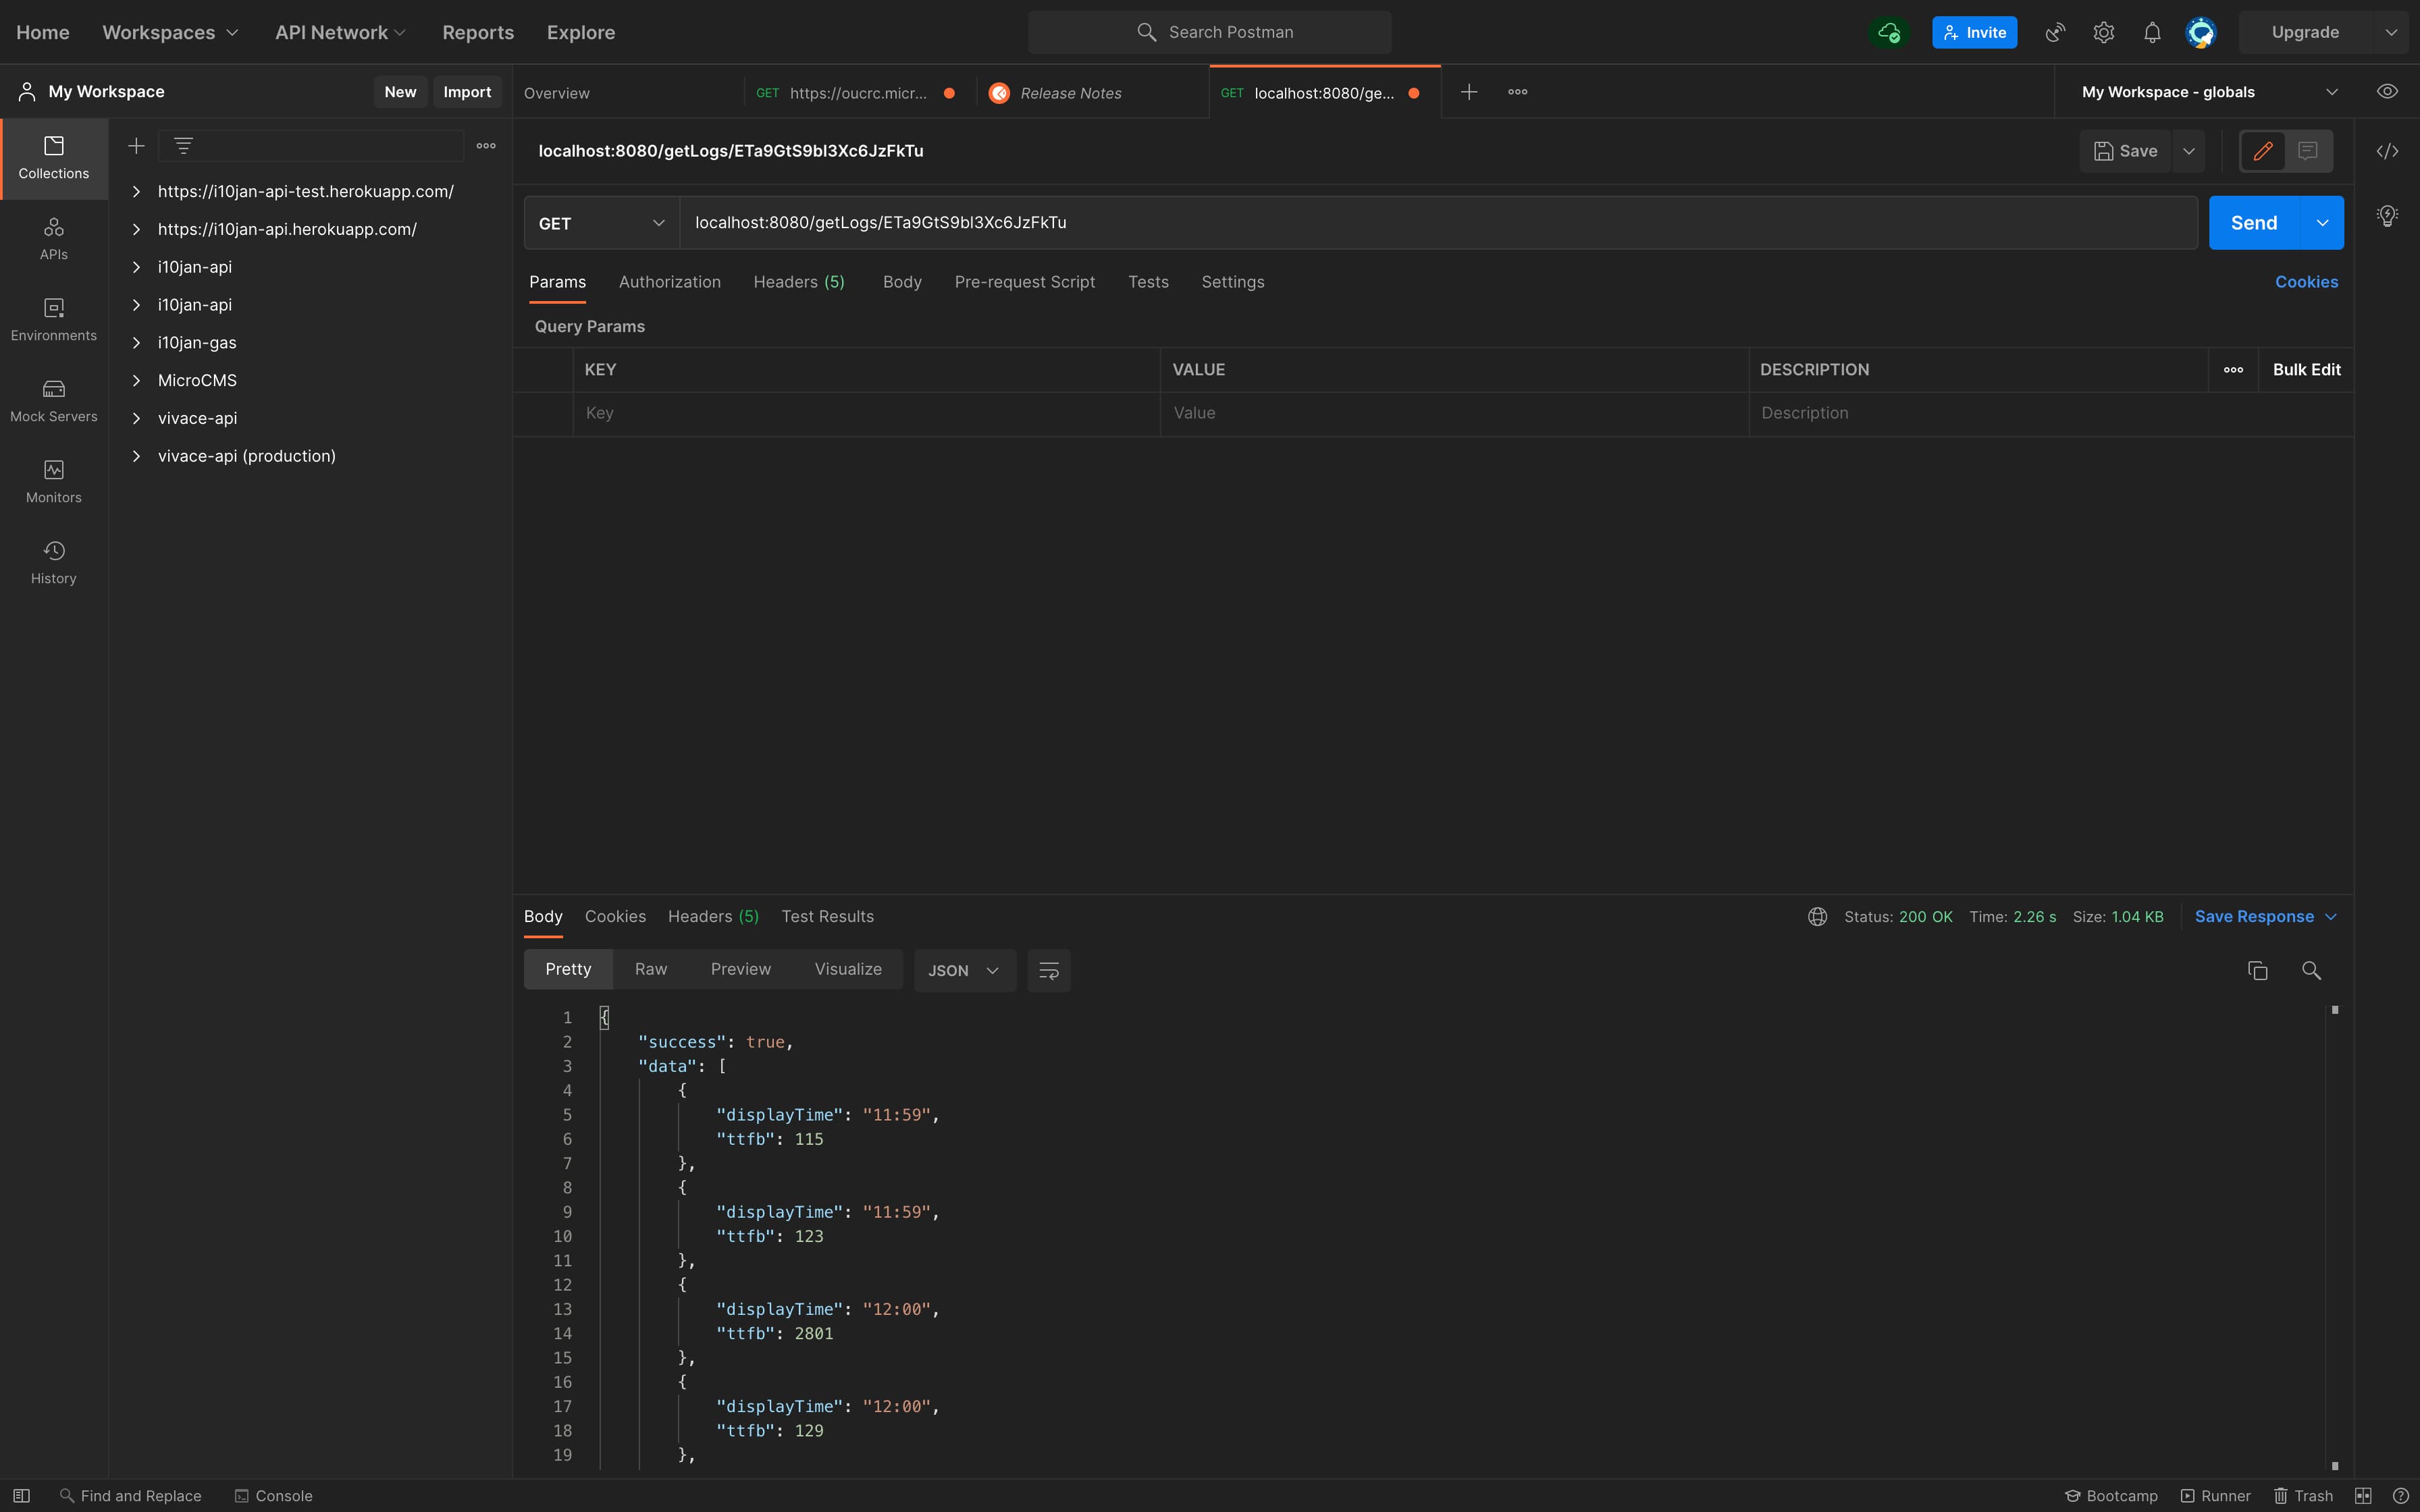 Home Workspaces API Network Reports Explore Search Postman Invite Upgrade
My Workspace New Import Overview GET https://oucrc.micr... Release Notes GET localhost:8080/ge... My Workspace - globals
Collections
APIs
Environments
Mock Servers
Monitors
History
https://i10jan-api-test.herokuapp.com/
https://i10jan-api.herokuapp.com/
i10jan-api
i10jan-api
i10jan-gas
MicroCMS
vivace-api
vivace-api (production)
localhost:8080/getLogs/ETa9GtS9bI3Xc6JzFkTu Save
GET localhost:8080/getLogs/ETa9GtS9bI3Xc6JzFkTu Send
Params Authorization Headers (5) Body Pre-request Script Tests Settings Cookies
Query Params
KEY VALUE DESCRIPTION Bulk Edit
Key Value Description
Body Cookies Headers (5) Test Results Status: 200 OK Time: 2.26 s Size: 1.04 KB Save Response
Pretty Raw Preview Visualize JSON
1 {
2 "success": true,
3 "data": [
4 {
5 "displayTime": "11:59",
6 "ttfb": 115
7 },
8 {
9 "displayTime": "11:59",
10 "ttfb": 123
11 },
12 {
13 "displayTime": "12:00",
14 "ttfb": 2801
15 },
16 {
17 "displayTime": "12:00",
18 "ttfb": 129
19 },
Find and Replace Console Bootcamp Runner Trash